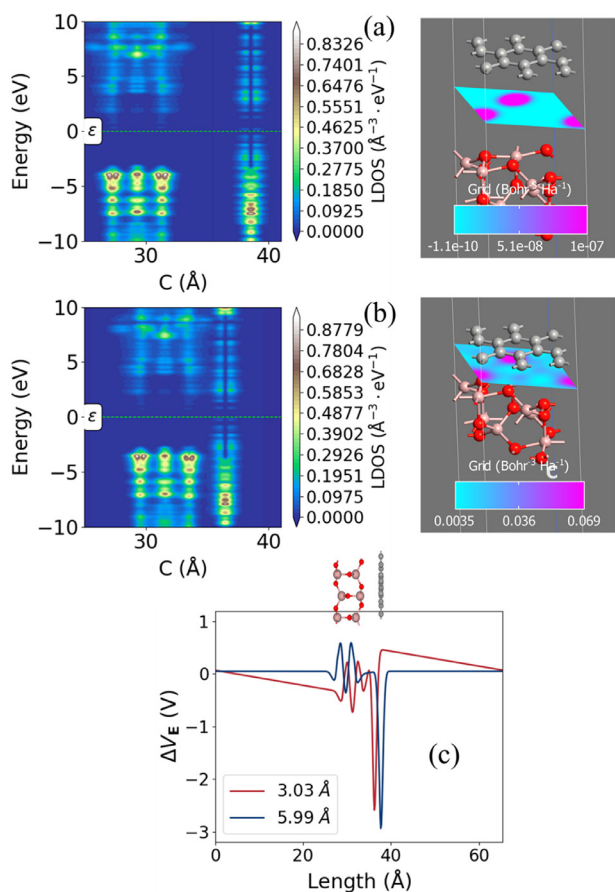 (a)
10
5
0
−5
−10
Energy (eV)
ε
30
40
C (Å)
0.8326
0.7401
0.6476
0.5551
0.4626
0.3700
0.2775
0.1850
0.0925
0.0000
LDOS (Å⁻³ · eV⁻¹)
Grid (Bohr⁻³ Ha⁻¹)
-1.1e-10 5.1e-08 1e-07
(b)
10
5
0
−5
−10
Energy (eV)
ε
30
40
C (Å)
0.8779
0.7804
0.6828
0.5853
0.4877
0.3902
0.2926
0.1951
0.0975
0.0000
LDOS (Å⁻³ · eV⁻¹)
C
Grid (Bohr⁻³ Ha⁻¹)
0.0035 0.036 0.069
1
0
−1
−2
−3
ΔV_E (V)
(c)
3.03 Å
5.99 Å
0 20 40 60
Length (Å)